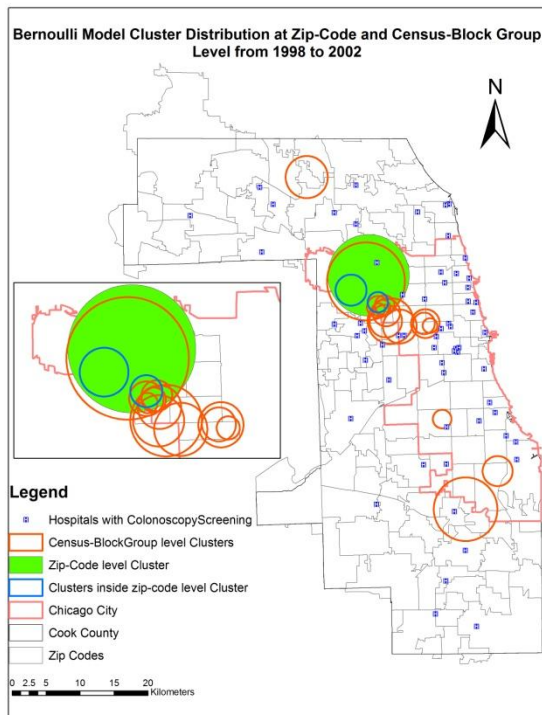 Bernoulli Model Cluster Distribution at Zip-Code and Census-Block Group
Level from 1998 to 2002
N
Legend
Hospitals with ColonoscopyScreening
Census-BlockGroup level Clusters
Zip-Code level Cluster
Clusters inside zip-code level Cluster
Chicago City
Cook County
Zip Codes
0 2.5 5 10 15 20
Kilometers